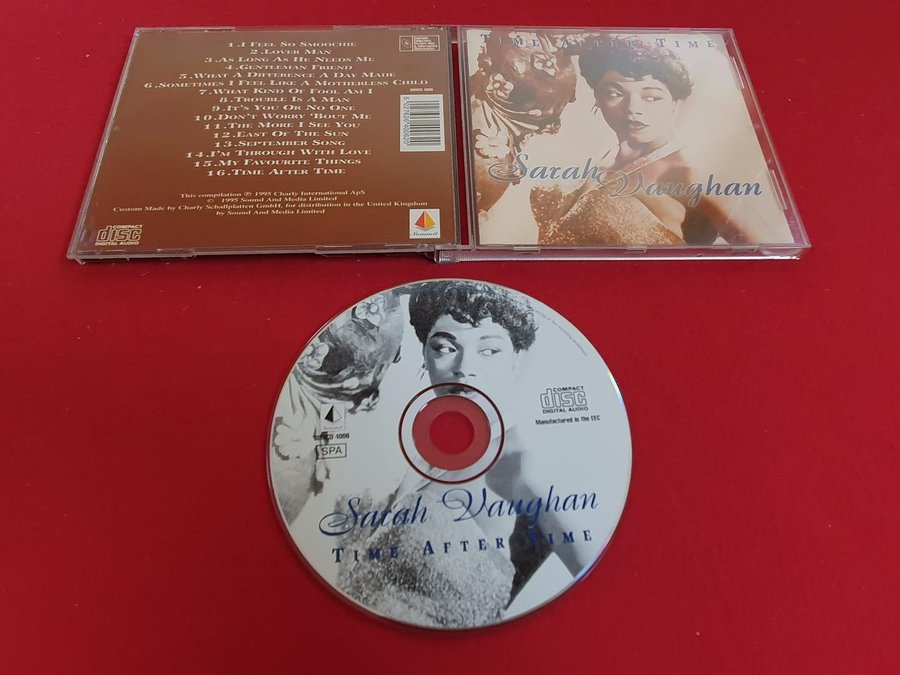 1.I Feel So Smoochie
2.Lover Man
3.As Long As He Needs Me
4.Gentleman Friend
5.What A Difference A Day Made
6.Sometimes I Feel Like A Motherless Child
7.What Kind Of Fool Am I
8.Trouble Is A Man
9.It's You Or No One
10.Don't Worry 'Bout Me
11.The More I See You
12.East Of The Sun
13.September Song
14.I'm Through With Love
15.My Favourite Things
16.Time After Time
This compilation ℗ 1995 Charly International ApS
© 1995 Sound And Media Limited
Custom Made by Charly Schallplatten GmbH, for distribution in the United Kingdom
by Sound And Media Limited
COMPACT
disc
DIGITAL AUDIO
Summit
Time After Time
Sarah
Vaughan
COMPACT
disc
DIGITAL AUDIO
Manufactured in the EEC
SPA
Sarah Vaughan
Time After Time